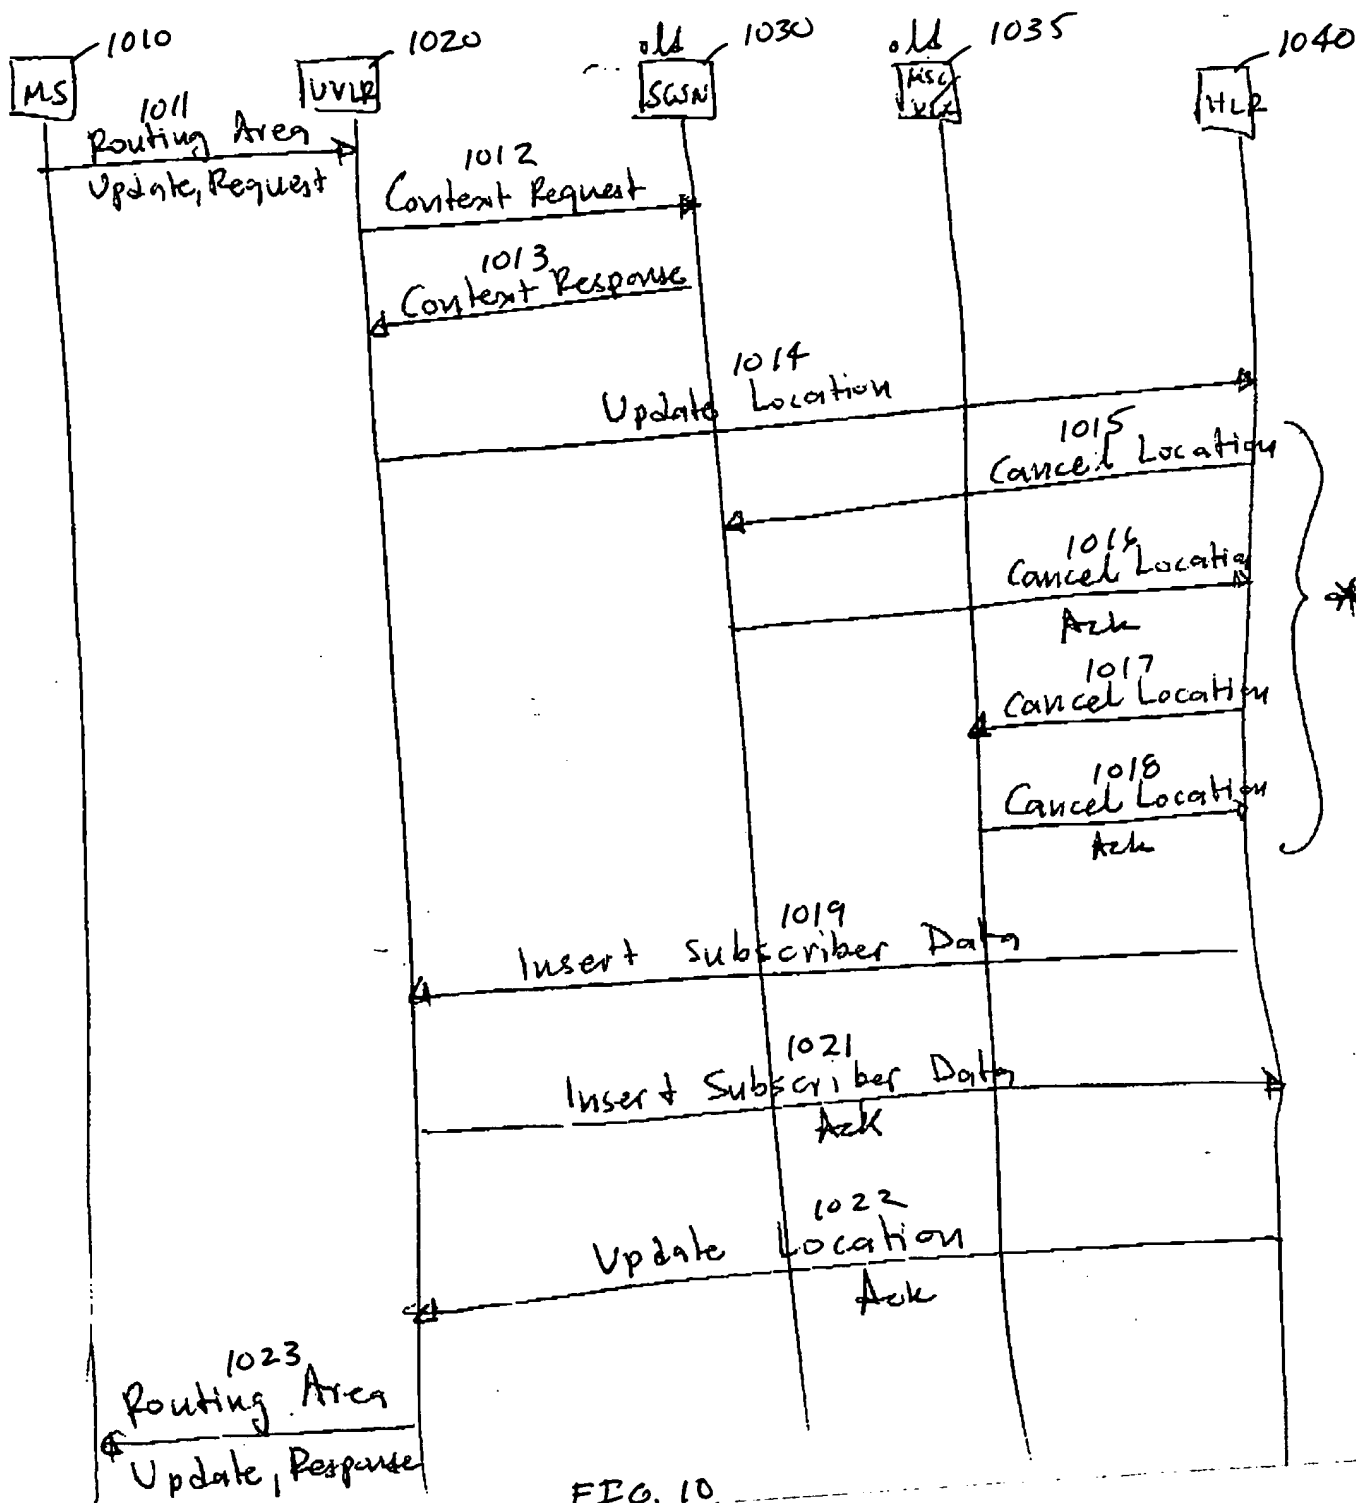 1010
1020
old
1030
old
1035
1040
MS
UVLR
SGSN
MSC
VLR
HLR
1011
Routing Area
Update, Request
1012
Context Request
1013
Context Response
1014
Update Location
1015
Cancel Location
1016
Cancel Location
Ack
*
1017
Cancel Location
1018
Cancel Location
Ack
1019
Insert Subscriber Data
1021
Insert Subscriber Data
Ack
1022
Update Location
Ack
1023
Routing Area
Update, Response
FIG. 10